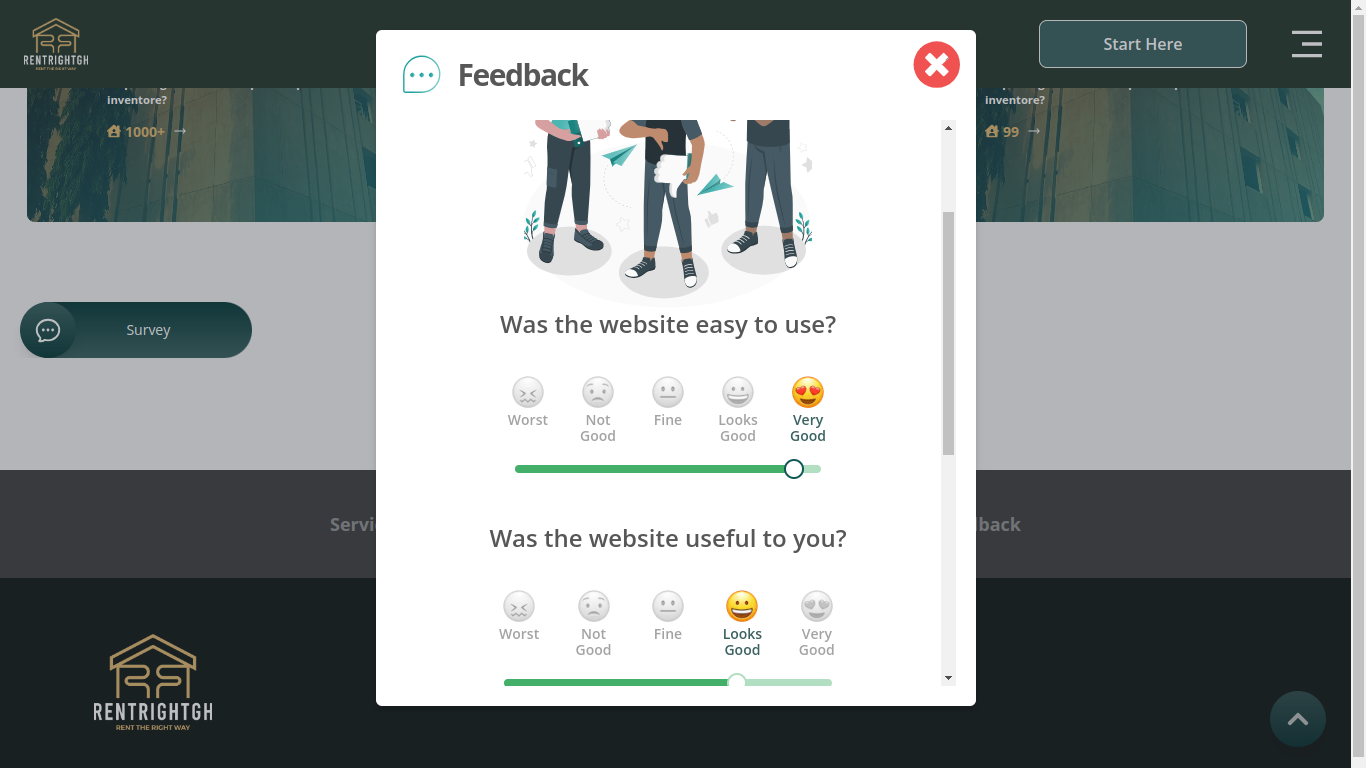 RENTRIGHTGH
RENT THE RIGHT WAY
Start Here
Feedback
inventore?
1000+
inventore?
99
Was the website easy to use?
Worst
Not
Good
Fine
Looks
Good
Very
Good
Survey
Was the website useful to you?
Worst
Not
Good
Fine
Looks
Good
Very
Good
RENTRIGHTGH
RENT THE RIGHT WAY